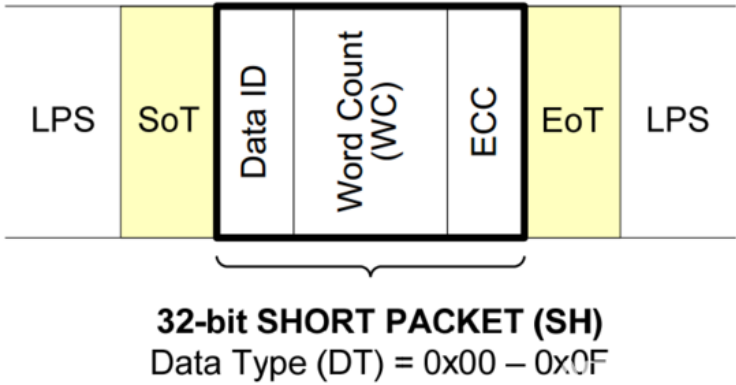 LPS
SoT
Data ID
Word Count
(WC)
ECC
EoT
LPS
32-bit SHORT PACKET (SH)
Data Type (DT) = 0x00 – 0x0F